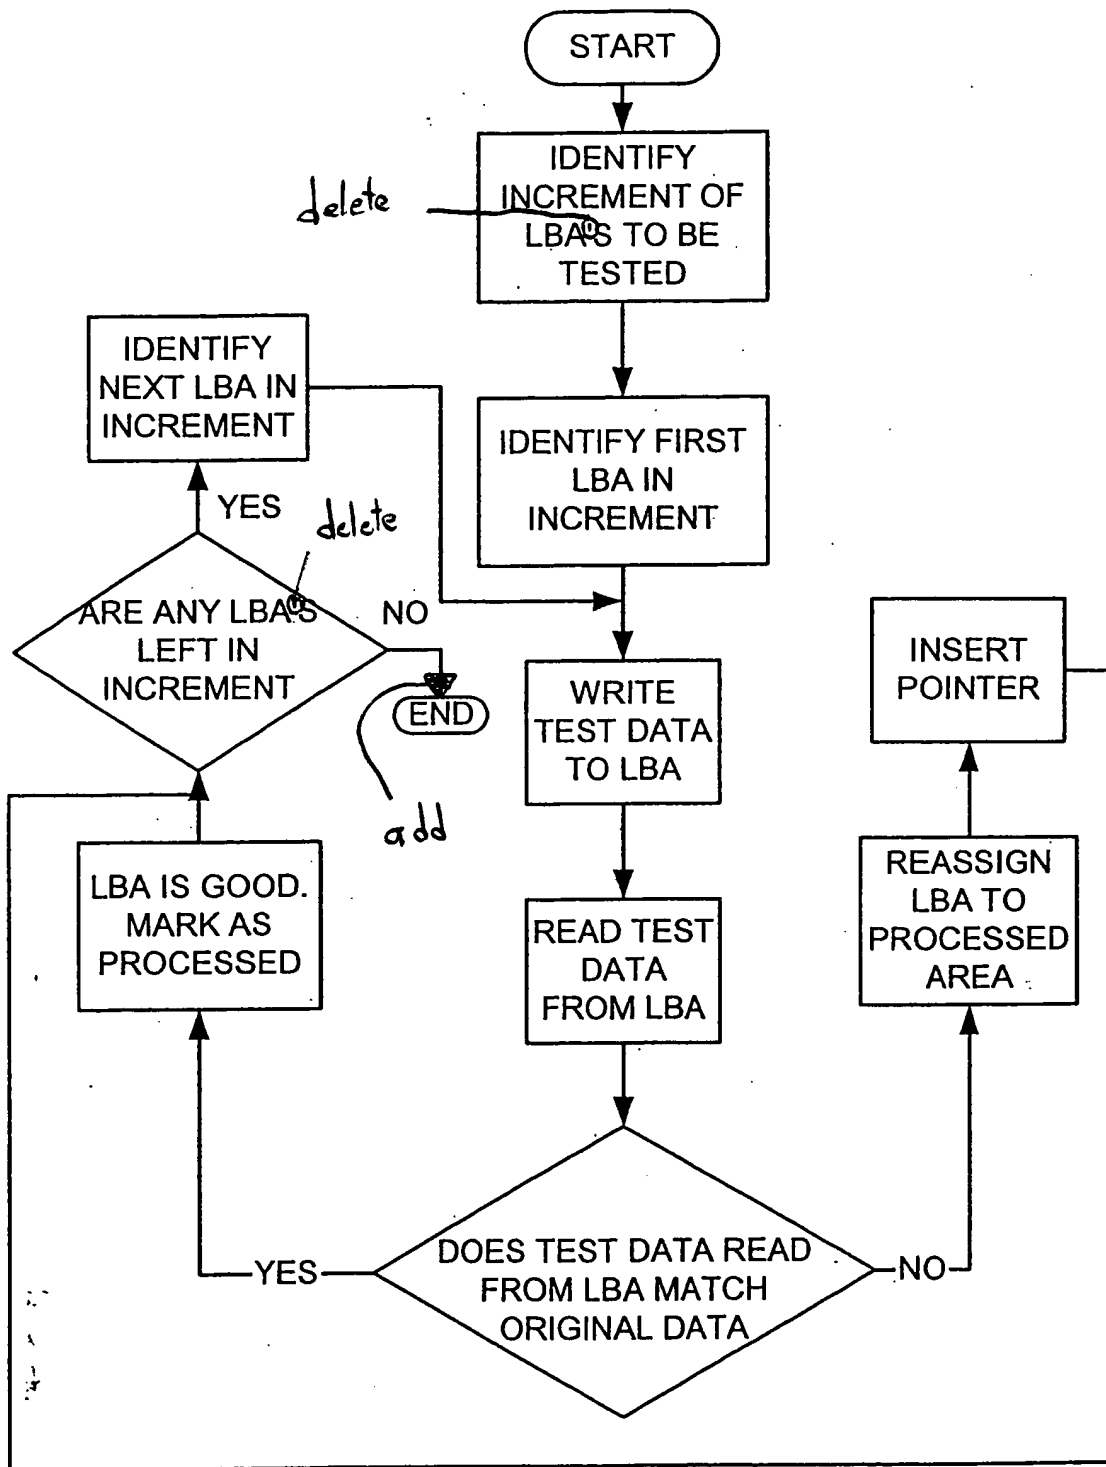 START
IDENTIFY
INCREMENT OF
LBA'S TO BE
TESTED
delete
IDENTIFY
NEXT LBA IN
INCREMENT
IDENTIFY FIRST
LBA IN
INCREMENT
YES
delete
ARE ANY LBA'S
LEFT IN
INCREMENT
NO
END
add
WRITE
TEST DATA
TO LBA
INSERT
POINTER
LBA IS GOOD.
MARK AS
PROCESSED
READ TEST
DATA
FROM LBA
REASSIGN
LBA TO
PROCESSED
AREA
DOES TEST DATA READ
FROM LBA MATCH
ORIGINAL DATA
YES
NO